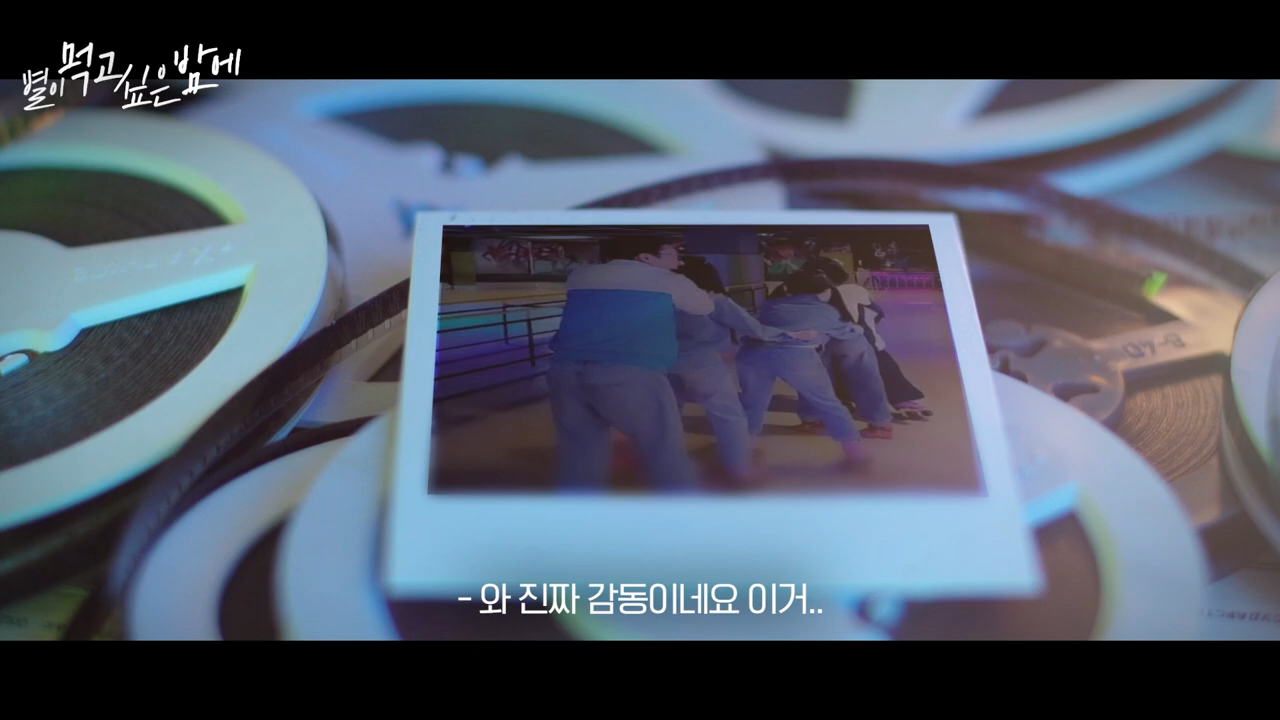 별이 먹고 싶은 밤에
- 와 진짜 감동이네요 이거..